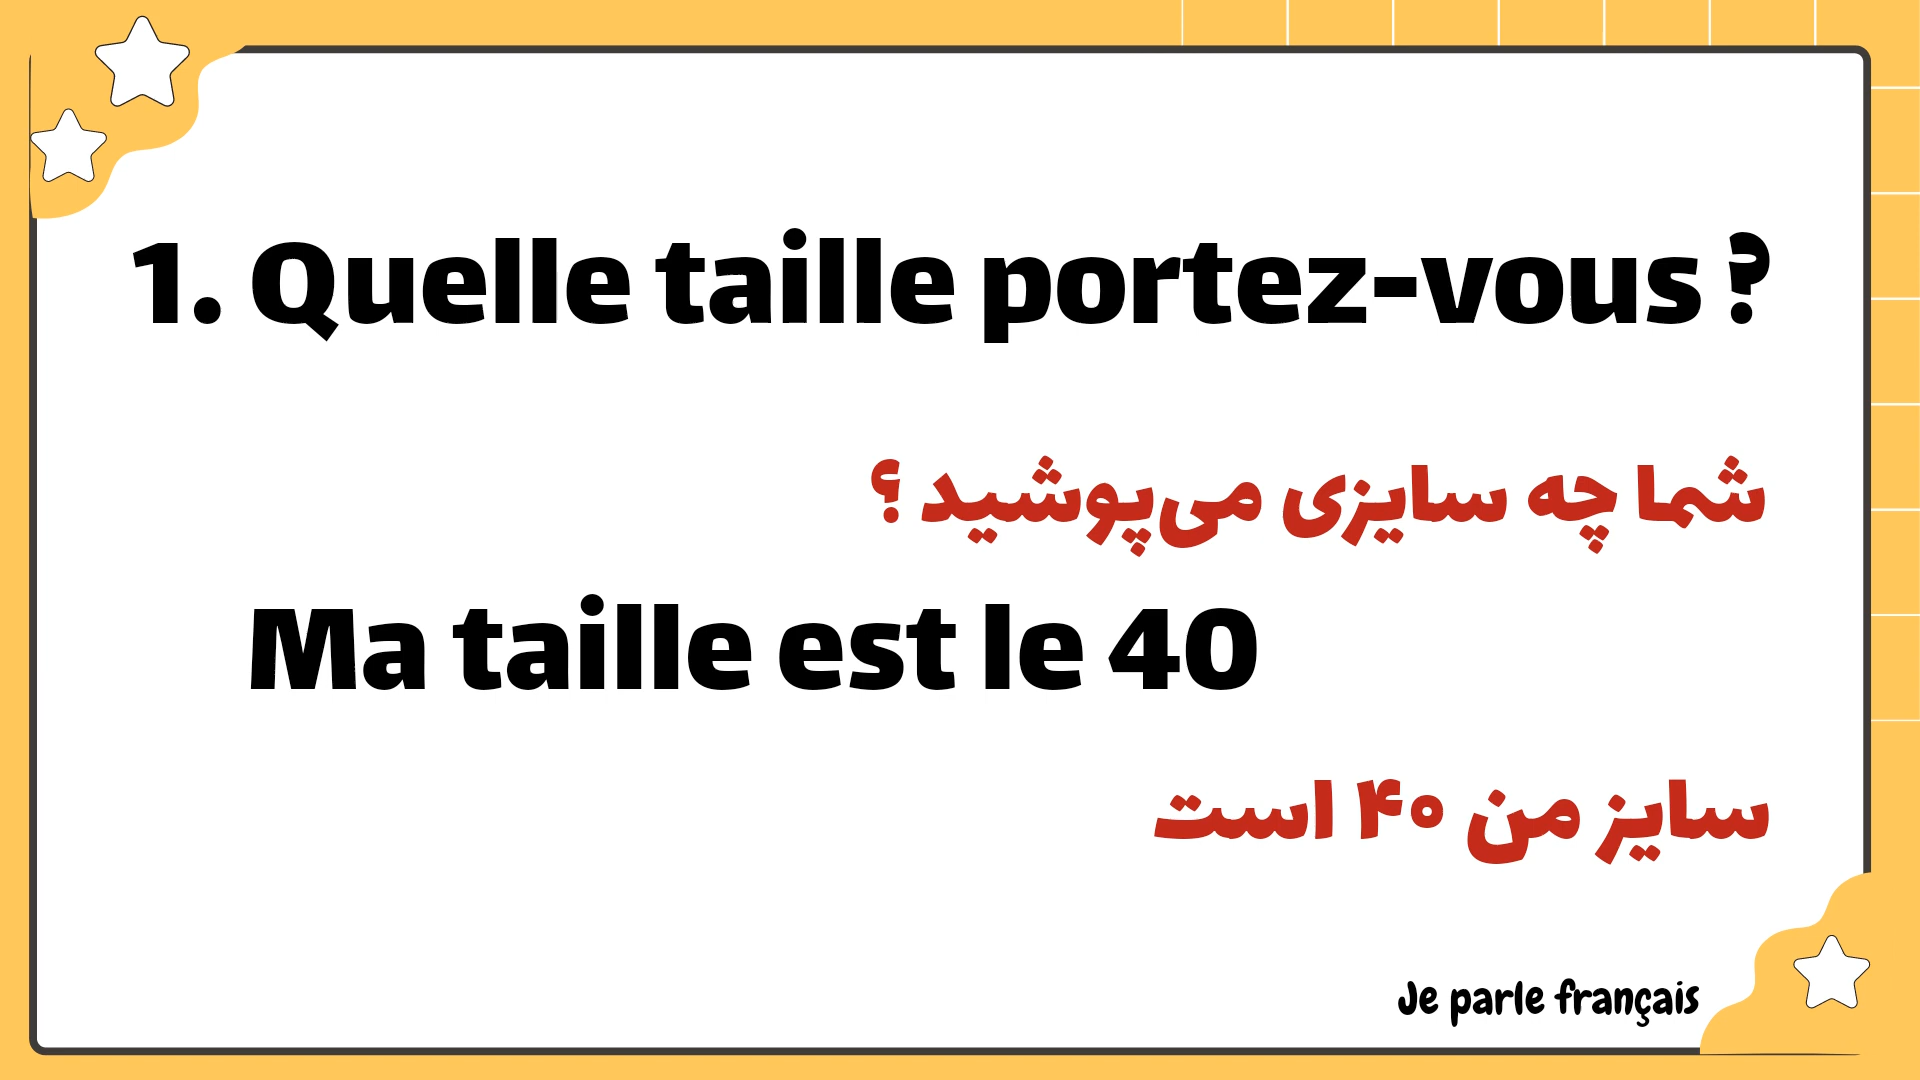 1. Quelle taille portez-vous ?
شما چه سایزی می‌پوشید ؟
Ma taille est le 40
سایز من ۴۰ است
Je parle français